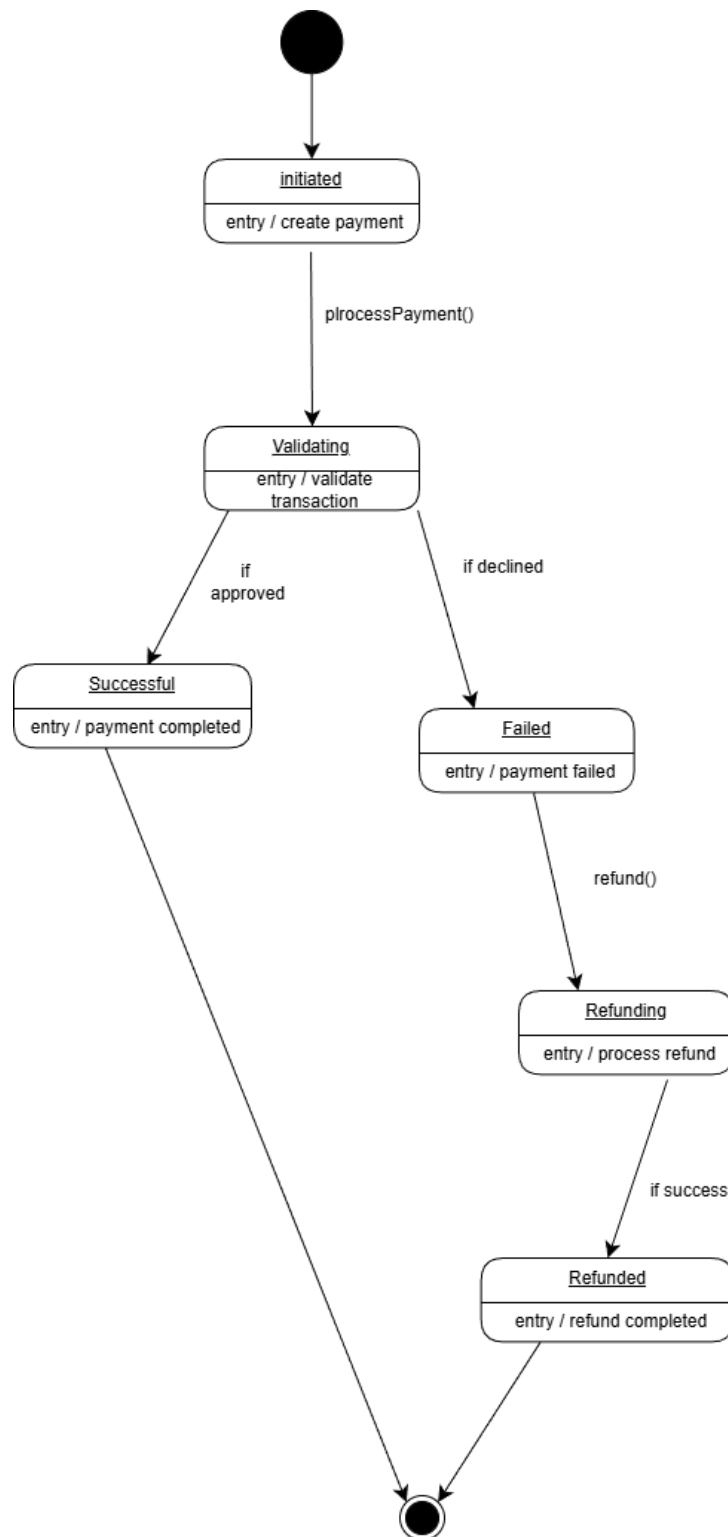 initiated
entry / create payment
pIrocessPayment()
Validating
entry / validate
transaction
if
approved
if declined
Successful
entry / payment completed
Failed
entry / payment failed
refund()
Refunding
entry / process refund
if success
Refunded
entry / refund completed